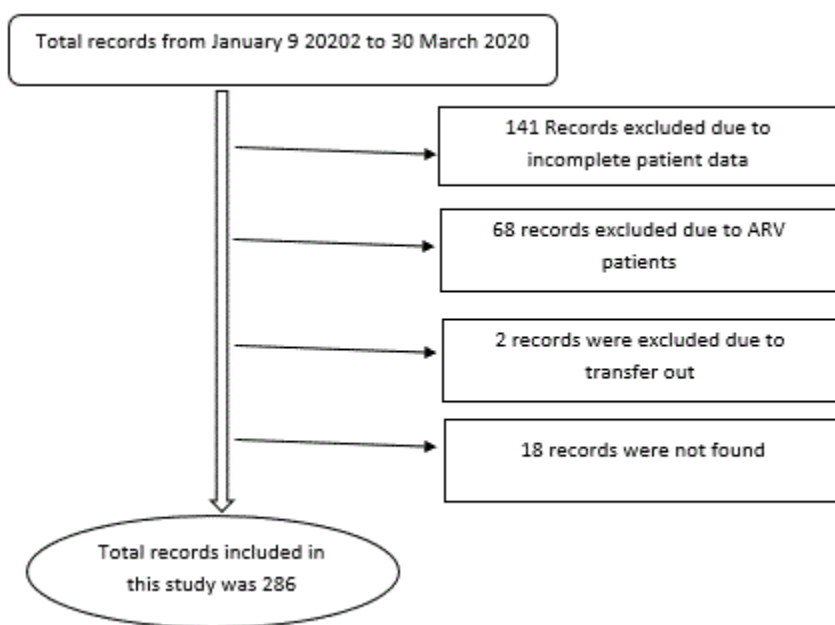 Total records from January 9 20202 to 30 March 2020
141 Records excluded due to
incomplete patient data
68 records excluded due to ARV
patients
2 records were excluded due to
transfer out
18 records were not found
Total records included in
this study was 286